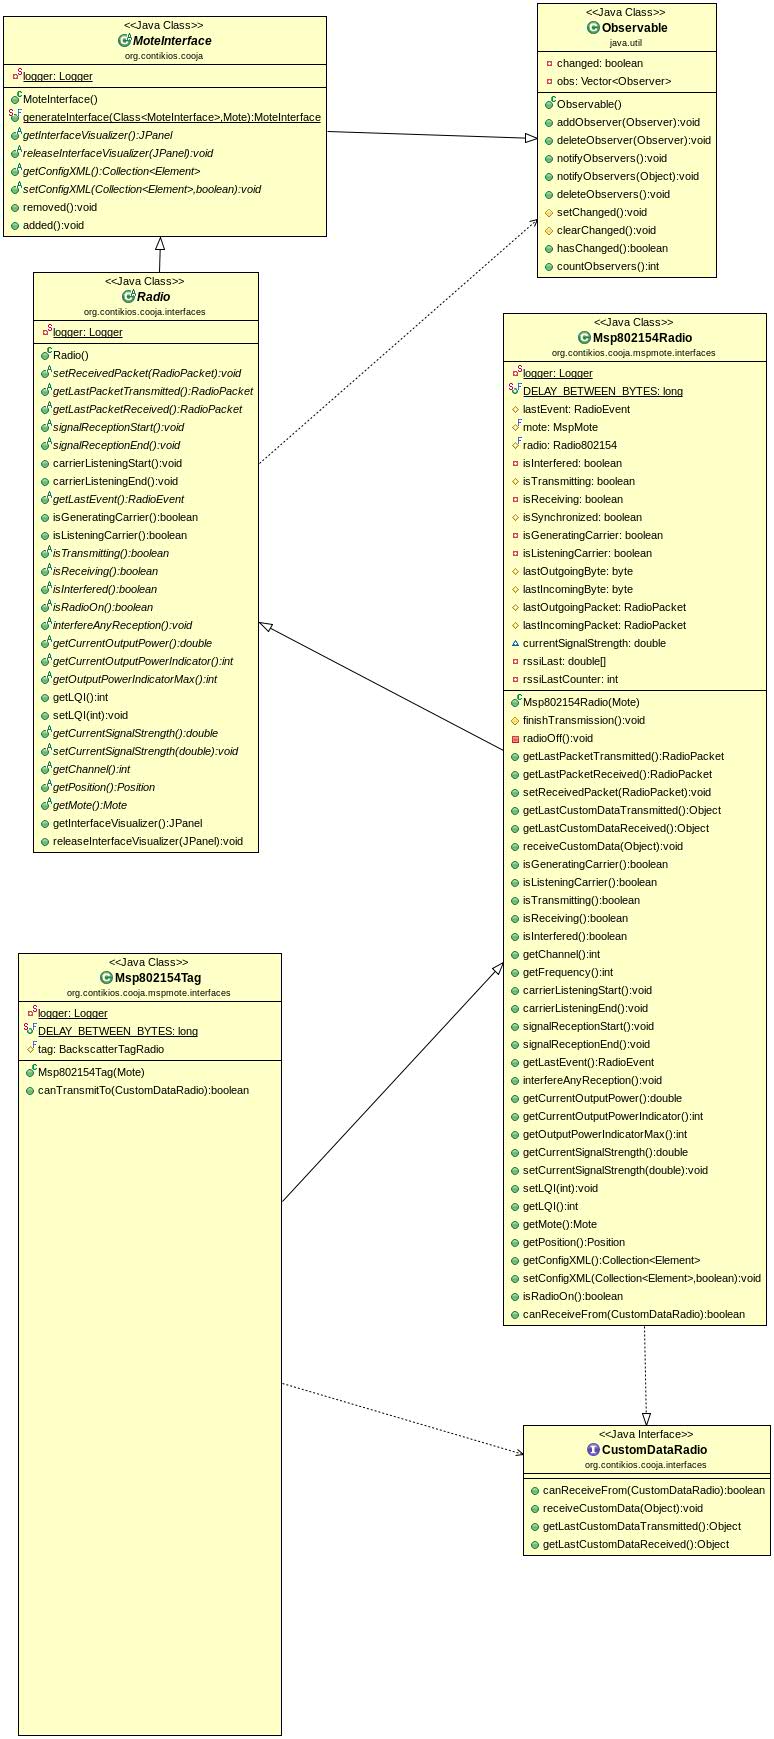 <<Java Class>>
MoteInterface
org.contikios.cooja
logger: Logger
MoteInterface()
generateInterface(Class<MoteInterface>,Mote):MoteInterface
getInterfaceVisualizer():JPanel
releaseInterfaceVisualizer(JPanel):void
getConfigXML():Collection<Element>
setConfigXML(Collection<Element>,boolean):void
removed():void
added():void
<<Java Class>>
Observable
java.util
changed: boolean
obs: Vector<Observer>
Observable()
addObserver(Observer):void
deleteObserver(Observer):void
notifyObservers():void
notifyObservers(Object):void
deleteObservers():void
setChanged():void
clearChanged():void
hasChanged():boolean
countObservers():int
<<Java Class>>
Radio
org.contikios.cooja.interfaces
logger: Logger
Radio()
setReceivedPacket(RadioPacket):void
getLastPacketTransmitted():RadioPacket
getLastPacketReceived():RadioPacket
signalReceptionStart():void
signalReceptionEnd():void
carrierListeningStart():void
carrierListeningEnd():void
getLastEvent():RadioEvent
isGeneratingCarrier():boolean
isListeningCarrier():boolean
isTransmitting():boolean
isReceiving():boolean
isInterfered():boolean
isRadioOn():boolean
interfereAnyReception():void
getCurrentOutputPower():double
getCurrentOutputPowerIndicator():int
getOutputPowerIndicatorMax():int
getLQI():int
setLQI(int):void
getCurrentSignalStrength():double
setCurrentSignalStrength(double):void
getChannel():int
getPosition():Position
getMote():Mote
getInterfaceVisualizer():JPanel
releaseInterfaceVisualizer(JPanel):void
<<Java Class>>
Msp802154Radio
org.contikios.cooja.mspmote.interfaces
logger: Logger
DELAY_BETWEEN_BYTES: long
lastEvent: RadioEvent
mote: MspMote
radio: Radio802154
isInterfered: boolean
isTransmitting: boolean
isReceiving: boolean
isSynchronized: boolean
isGeneratingCarrier: boolean
isListeningCarrier: boolean
lastOutgoingByte: byte
lastIncomingByte: byte
lastOutgoingPacket: RadioPacket
lastIncomingPacket: RadioPacket
currentSignalStrength: double
rssiLast: double[]
rssiLastCounter: int
Msp802154Radio(Mote)
finishTransmission():void
radioOff():void
getLastPacketTransmitted():RadioPacket
getLastPacketReceived():RadioPacket
setReceivedPacket(RadioPacket):void
getLastCustomDataTransmitted():Object
getLastCustomDataReceived():Object
receiveCustomData(Object):void
isGeneratingCarrier():boolean
isListeningCarrier():boolean
isTransmitting():boolean
isReceiving():boolean
isInterfered():boolean
getChannel():int
getFrequency():int
carrierListeningStart():void
carrierListeningEnd():void
signalReceptionStart():void
signalReceptionEnd():void
getLastEvent():RadioEvent
interfereAnyReception():void
getCurrentOutputPower():double
getCurrentOutputPowerIndicator():int
getOutputPowerIndicatorMax():int
getCurrentSignalStrength():double
setCurrentSignalStrength(double):void
setLQI(int):void
getLQI():int
getMote():Mote
getPosition():Position
getConfigXML():Collection<Element>
setConfigXML(Collection<Element>,boolean):void
isRadioOn():boolean
canReceiveFrom(CustomDataRadio):boolean
<<Java Class>>
Msp802154Tag
org.contikios.cooja.mspmote.interfaces
logger: Logger
DELAY_BETWEEN_BYTES: long
tag: BackscatterTagRadio
Msp802154Tag(Mote)
canTransmitTo(CustomDataRadio):boolean
<<Java Interface>>
CustomDataRadio
org.contikios.cooja.interfaces
canReceiveFrom(CustomDataRadio):boolean
receiveCustomData(Object):void
getLastCustomDataTransmitted():Object
getLastCustomDataReceived():Object